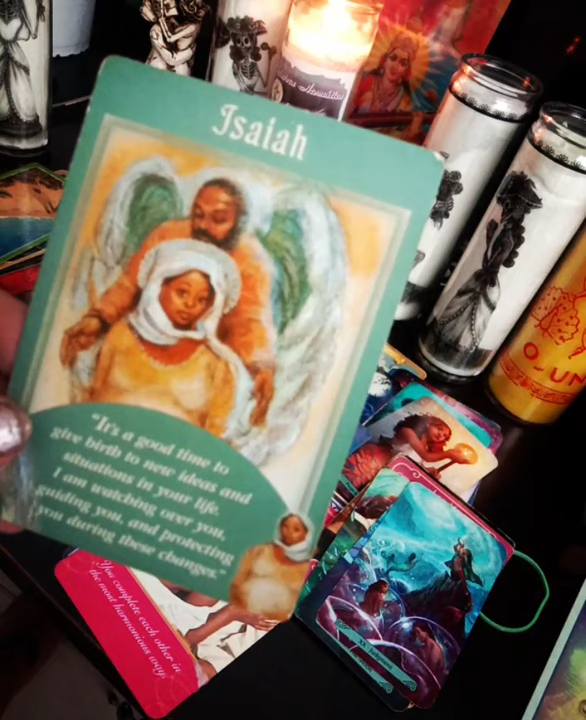 Isaiah
"It's a good time to
give birth to new ideas and
situations in your life.
I am watching over you,
guiding you, and protecting
you during these changes."
You complete each other in
the most harmonious way.